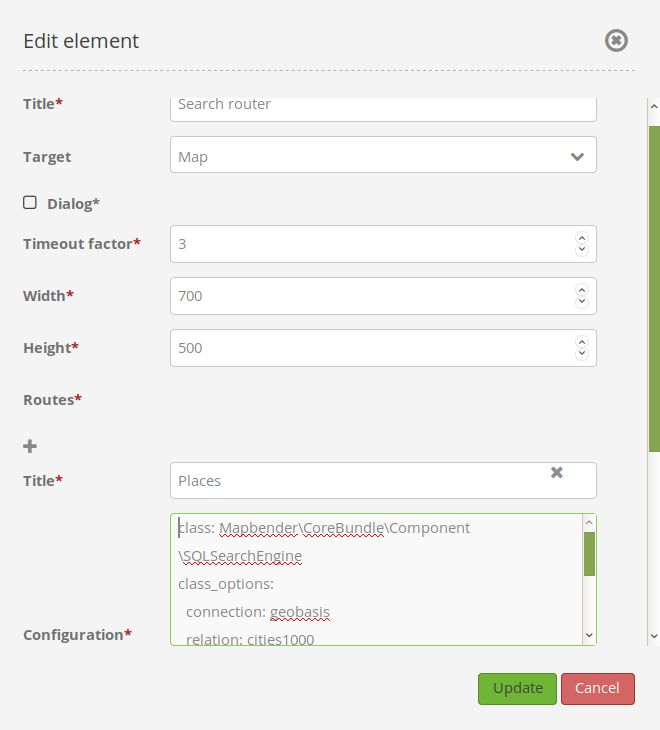 Edit element
Title* Search router
Target Map
Dialog*
Timeout factor* 3
Width* 700
Height* 500
Routes*
Title* Places
class: Mapbender\CoreBundle\Component
\SQLSearchEngine
class_options:
connection: geobasis
Configuration* relation: cities1000
Update Cancel